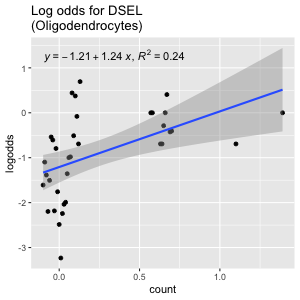 Log odds for DSEL
(Oligodendrocytes)
y = −1.21 + 1.24 x, R² = 0.24
1
0
-1
-2
-3
logodds
0.0 0.5 1.0
count